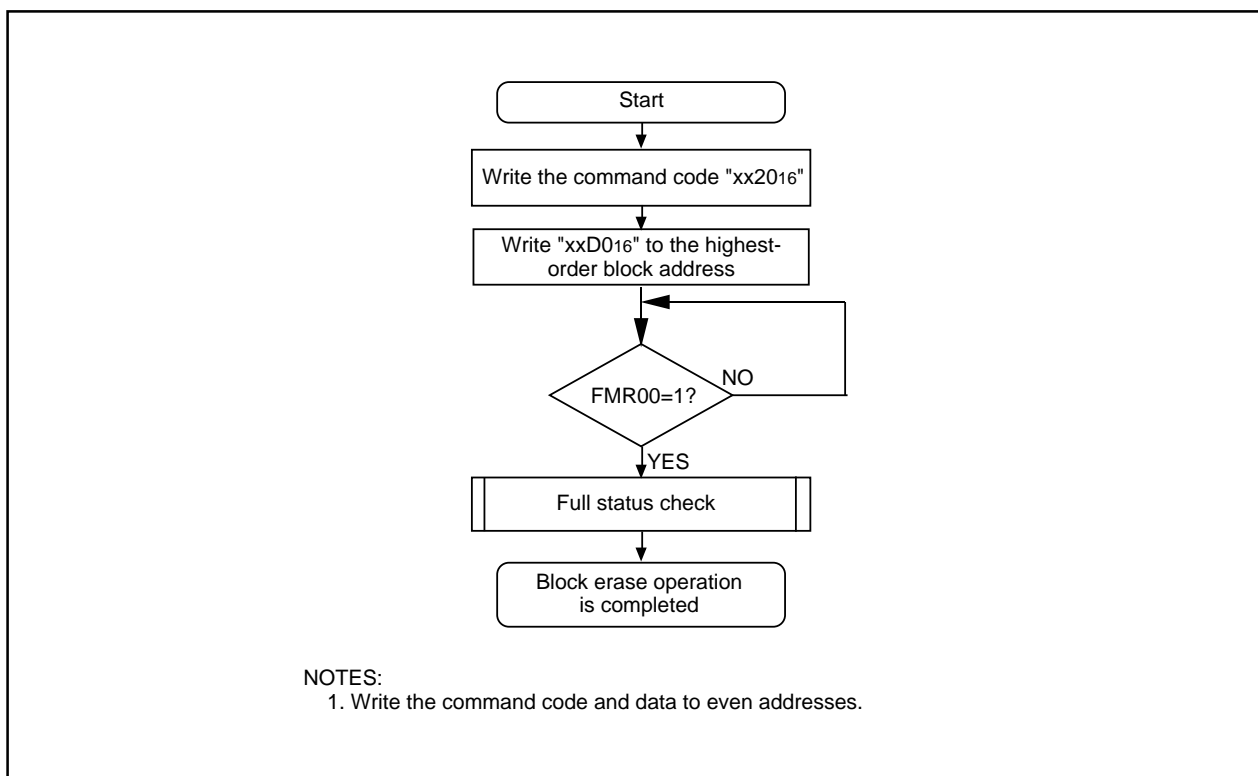 Start
Write the command code "xx2016"
Write "xxD016" to the highest-
order block address
FMR00=1?
NO
YES
Full status check
Block erase operation
is completed
NOTES:
1. Write the command code and data to even addresses.